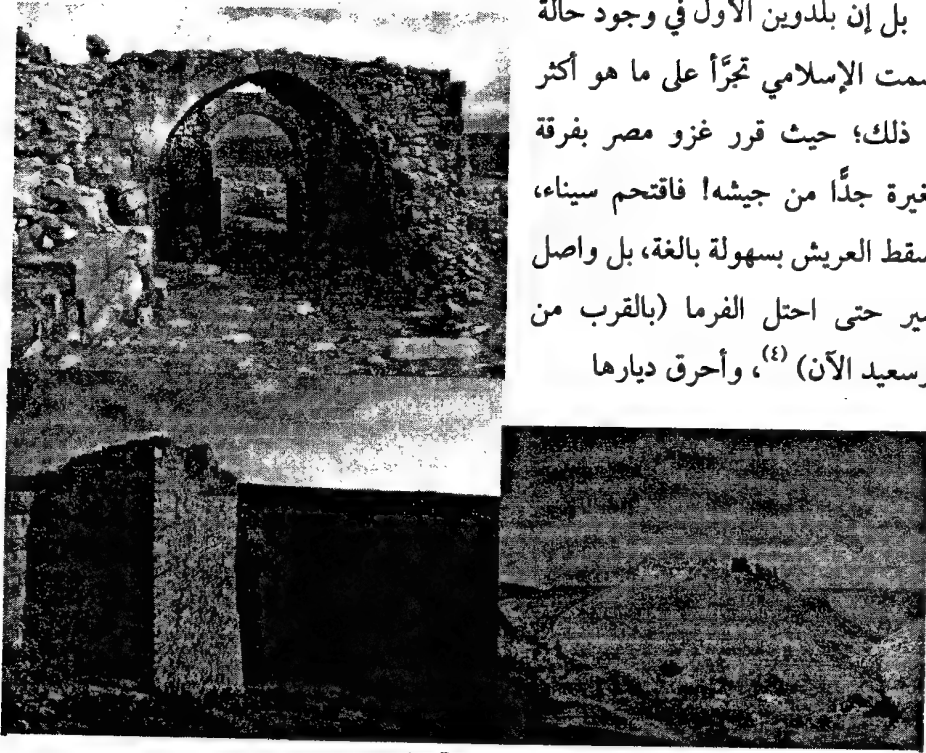 بل إن بلدوين الأول في وجود حالة
صمت الإسلامي تجرَّأ على ما هو أكثر
ذلك؛ حيث قرر غزو مصر بفرقة
غيرة جدًّا من جيشه! فاقتحم سيناء،
سقط العريش بسهولة بالغة، بل واصل
سير حتى احتل الفرما (بالقرب من
رسعيد الآن) (٤)، وأحرق ديارها